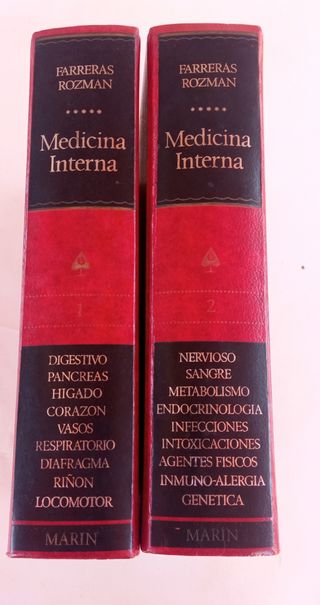 FARRERAS
ROZMAN
Medicina
Interna
1
DIGESTIVO
PANCREAS
HIGADO
CORAZON
VASOS
RESPIRATORIO
DIAFRAGMA
RIÑON
LOCOMOTOR
MARIN
FARRERAS
ROZMAN
Medicina
Interna
2
NERVIOSO
SANGRE
METABOLISMO
ENDOCRINOLOGIA
INFECCIONES
INTOXICACIONES
AGENTES FISICOS
INMUNO-ALERGIA
GENETICA
MARIN